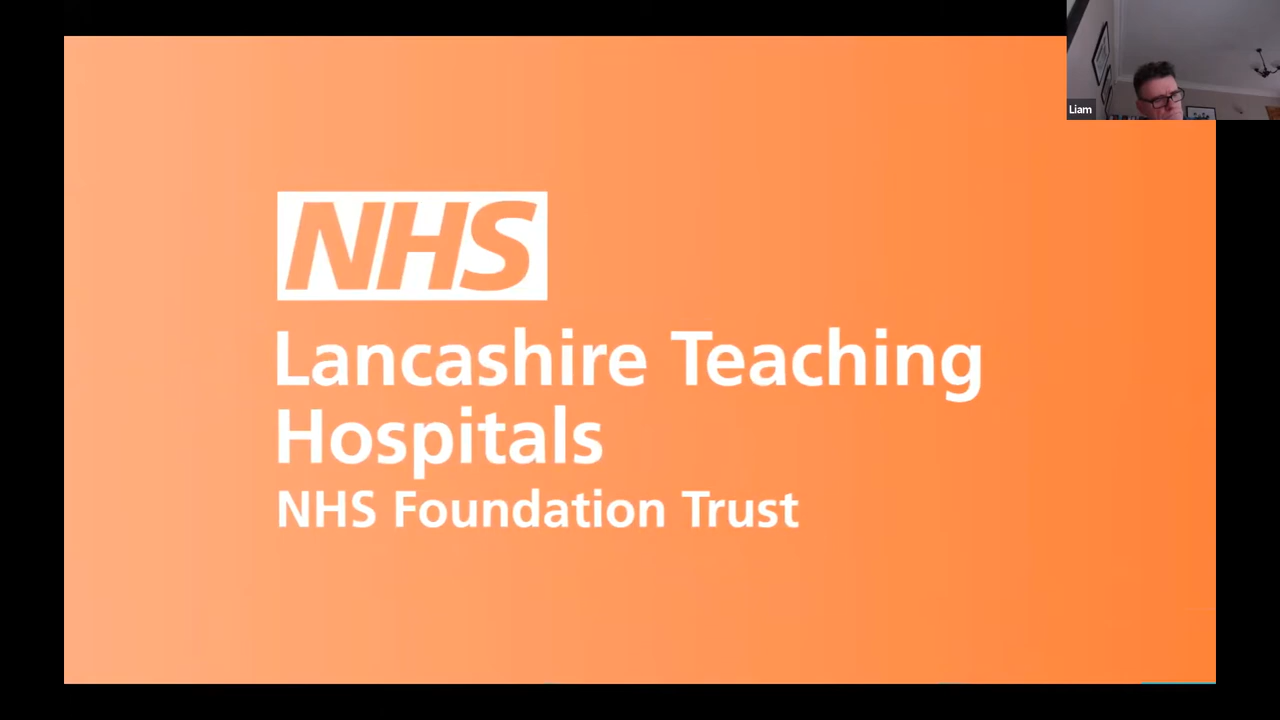 Liam
NHS
Lancashire Teaching
Hospitals
NHS Foundation Trust